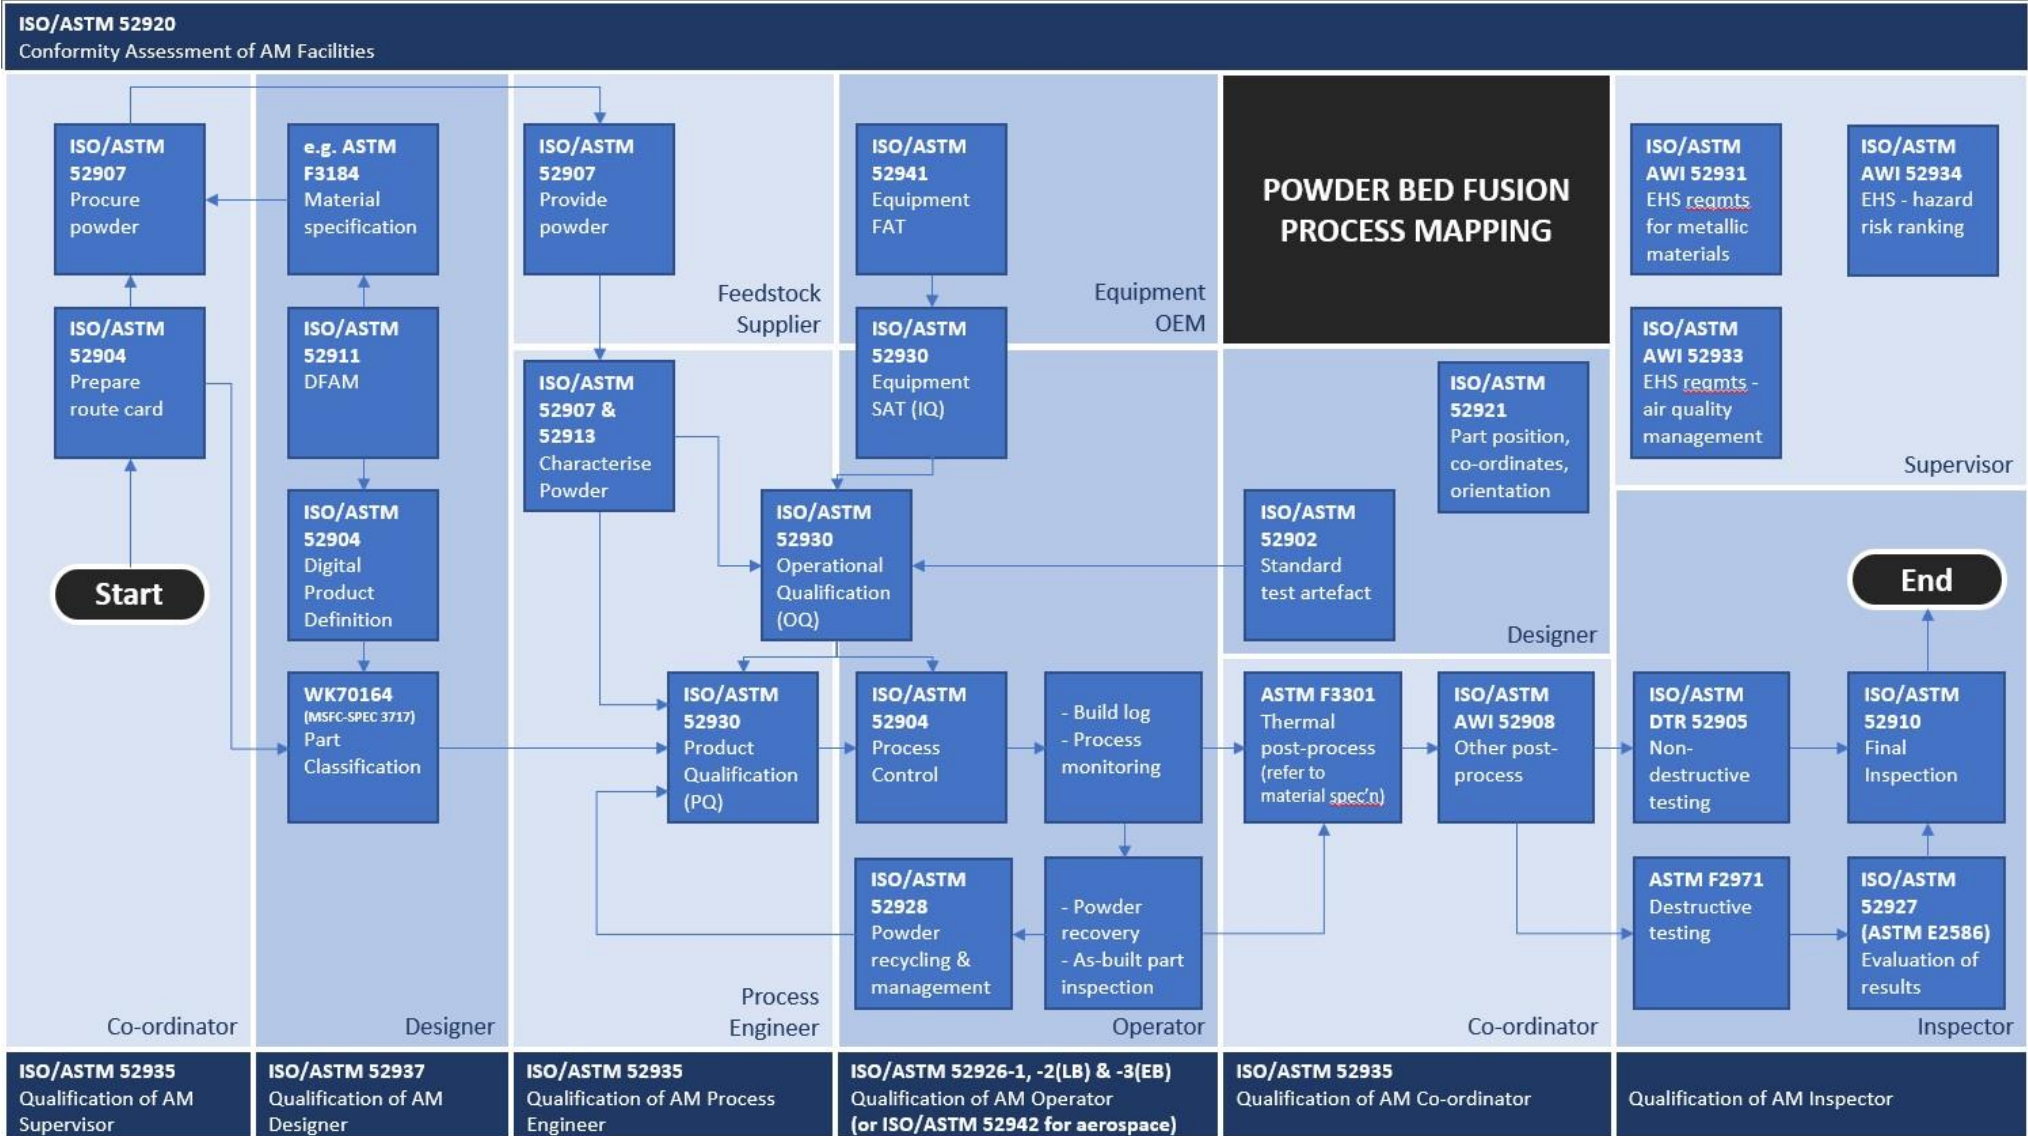 ISO/ASTM 52920
Conformity Assessment of AM Facilities
ISO/ASTM
52907
Procure
powder
ISO/ASTM
52904
Prepare
route card
Start
Co-ordinator
e.g. ASTM
F3184
Material
specification
ISO/ASTM
52911
DFAM
ISO/ASTM
52904
Digital
Product
Definition
WK70164
(MSFC-SPEC 3717)
Part
Classification
Designer
ISO/ASTM
52907
Provide
powder
Feedstock
Supplier
ISO/ASTM
52941
Equipment
FAT
Equipment
OEM
ISO/ASTM
52930
Equipment
SAT (IQ)
ISO/ASTM
52907 &
52913
Characterise
Powder
ISO/ASTM
52930
Operational
Qualification
(OQ)
ISO/ASTM
52930
Product
Qualification
(PQ)
Process
Engineer
ISO/ASTM
52904
Process
Control
- Build log
- Process
monitoring
ISO/ASTM
52928
Powder
recycling &
management
- Powder
recovery
- As-built part
inspection
Operator
POWDER BED FUSION
PROCESS MAPPING
ISO/ASTM
52921
Part position,
co-ordinates,
orientation
ISO/ASTM
52902
Standard
test artefact
Designer
ASTM F3301
Thermal
post-process
(refer to
material spec'n)
ISO/ASTM
AWI 52908
Other post-
process
Co-ordinator
ISO/ASTM
AWI 52931
EHS reqmts
for metallic
materials
ISO/ASTM
AWI 52934
EHS - hazard
risk ranking
ISO/ASTM
AWI 52933
EHS reqmts -
air quality
management
Supervisor
End
ISO/ASTM
DTR 52905
Non-
destructive
testing
ISO/ASTM
52910
Final
Inspection
ASTM F2971
Destructive
testing
ISO/ASTM
52927
(ASTM E2586)
Evaluation of
results
Inspector
ISO/ASTM 52935
Qualification of AM
Supervisor
ISO/ASTM 52937
Qualification of AM
Designer
ISO/ASTM 52935
Qualification of AM Process
Engineer
ISO/ASTM 52926-1, -2(LB) & -3(EB)
Qualification of AM Operator
(or ISO/ASTM 52942 for aerospace)
ISO/ASTM 52935
Qualification of AM Co-ordinator
Qualification of AM Inspector